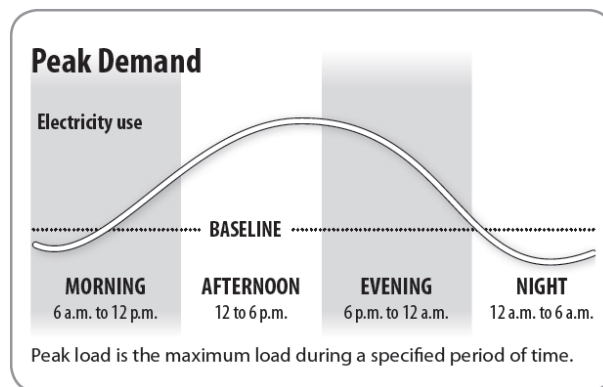 Peak Demand
Electricity use
BASELINE
MORNING
6 a.m. to 12 p.m.
AFTERNOON
12 to 6 p.m.
EVENING
6 p.m. to 12 a.m.
NIGHT
12 a.m. to 6 a.m.
Peak load is the maximum load during a specified period of time.